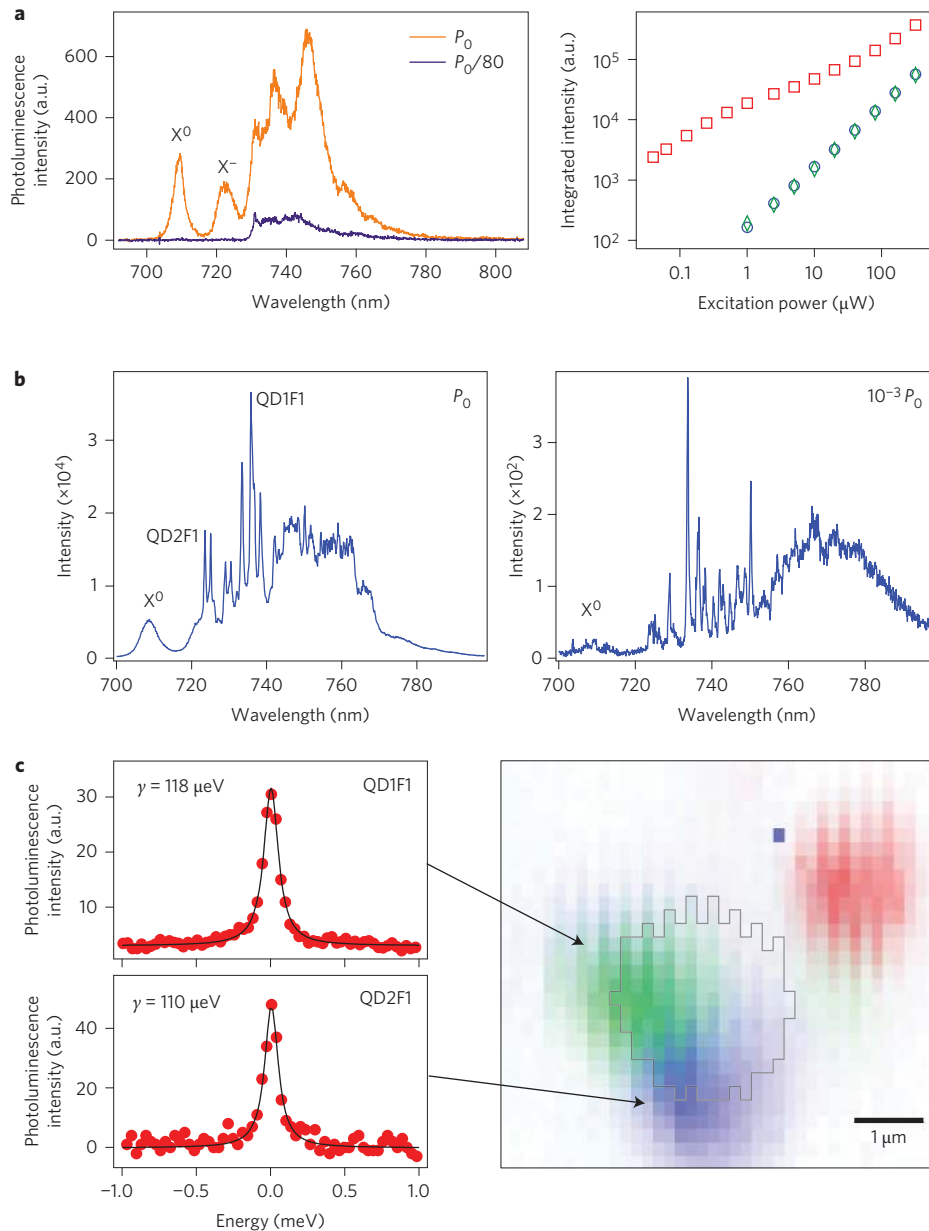 a
Photoluminescence
intensity (a.u.)
600
400
200
0
X⁰
X⁻
P₀
P₀/80
700
720
740
760
780
800
Wavelength (nm)
Integrated intensity (a.u.)
10⁵
10⁴
10³
10²
0.1
1
10
100
Excitation power (μW)
b
Intensity (×10⁴)
3
2
1
0
X⁰
QD2F1
QD1F1
P₀
700
720
740
760
780
Wavelength (nm)
Intensity (×10²)
3
2
1
0
X⁰
10⁻³ P₀
700
720
740
760
780
Wavelength (nm)
c
Photoluminescence
intensity (a.u.)
30
20
10
γ = 118 μeV
QD1F1
Photoluminescence
intensity (a.u.)
40
20
0
γ = 110 μeV
QD2F1
−1.0
−0.5
0.0
0.5
1.0
Energy (meV)
1 μm